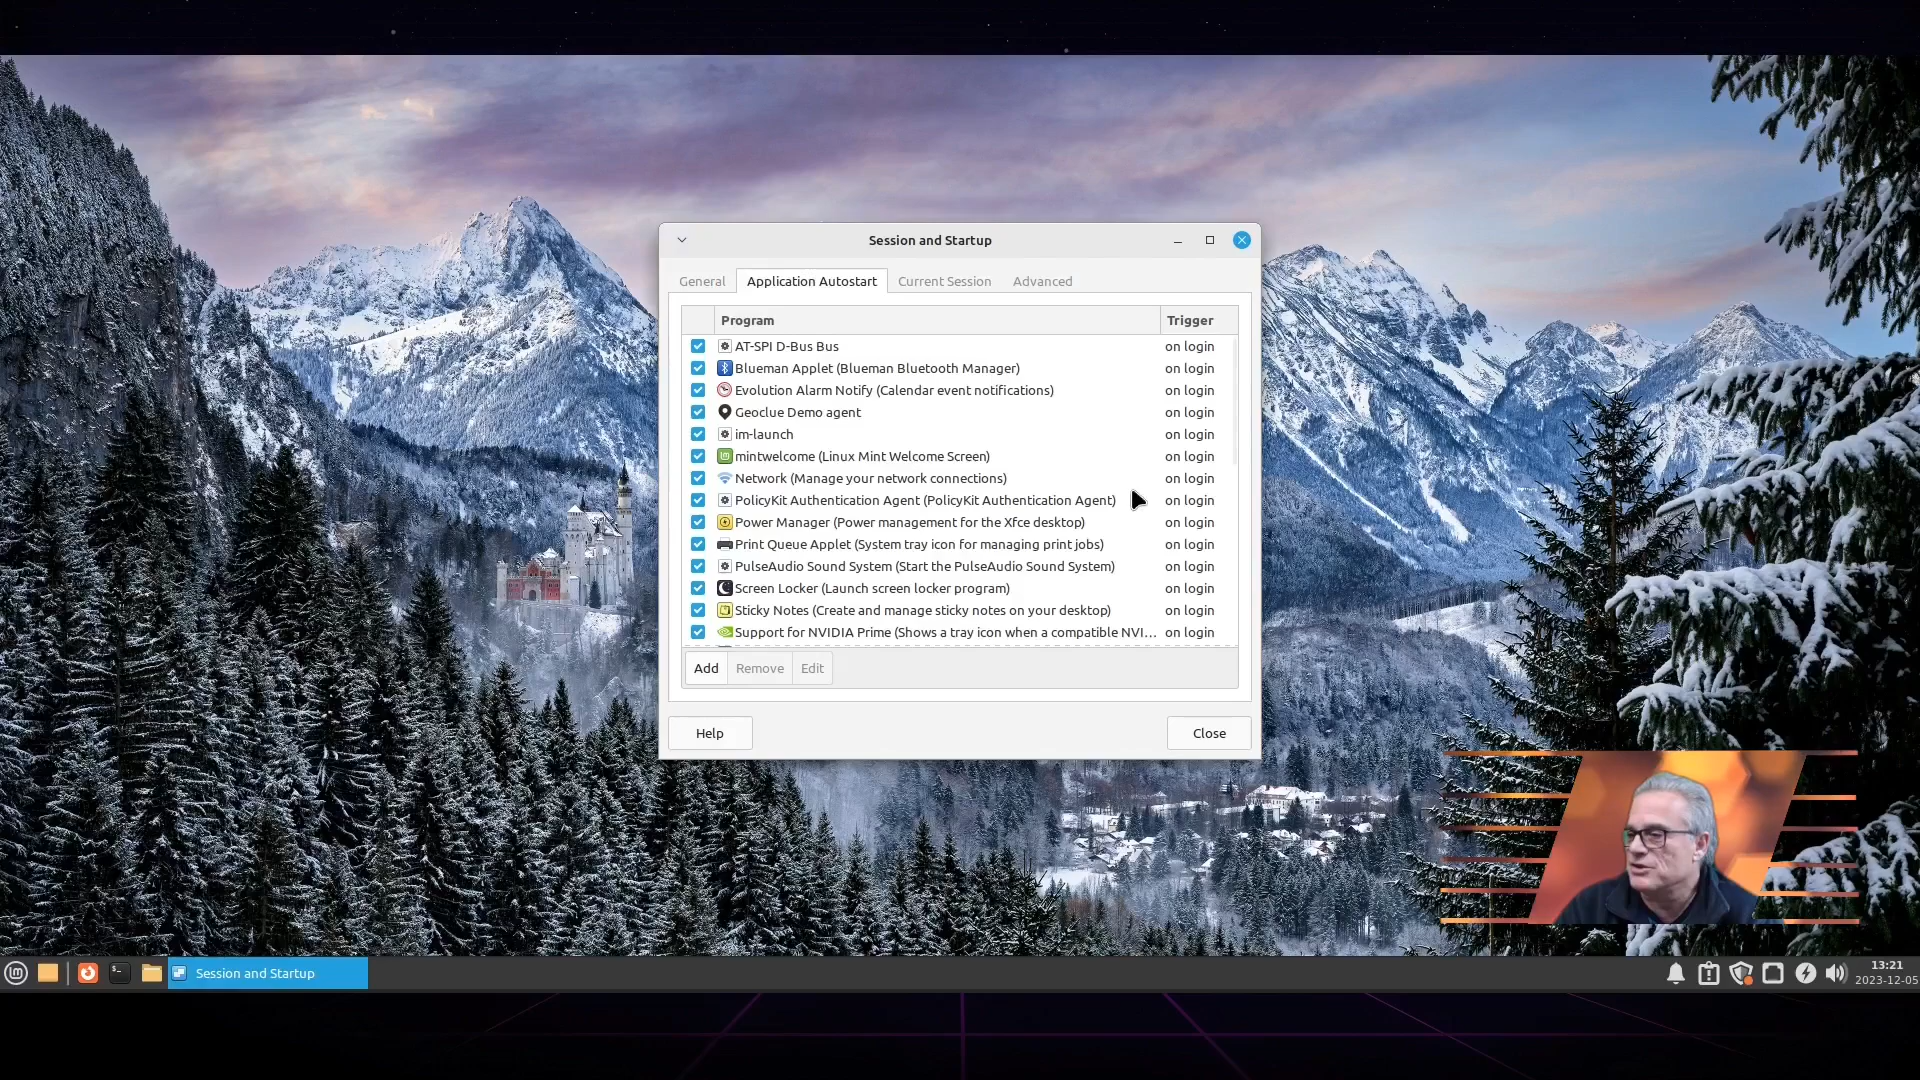 Session and Startup
General
Application Autostart
Current Session
Advanced
Program
Trigger
AT-SPI D-Bus Bus
on login
Blueman Applet (Blueman Bluetooth Manager)
on login
Evolution Alarm Notify (Calendar event notifications)
on login
Geoclue Demo agent
on login
im-launch
on login
mintwelcome (Linux Mint Welcome Screen)
on login
Network (Manage your network connections)
on login
PolicyKit Authentication Agent (PolicyKit Authentication Agent)
on login
Power Manager (Power management for the Xfce desktop)
on login
Print Queue Applet (System tray icon for managing print jobs)
on login
PulseAudio Sound System (Start the PulseAudio Sound System)
on login
Screen Locker (Launch screen locker program)
on login
Sticky Notes (Create and manage sticky notes on your desktop)
on login
Support for NVIDIA Prime (Shows a tray icon when a compatible NVI...
on login
Add
Remove
Edit
Help
Close
Session and Startup
13:21
2023-12-05